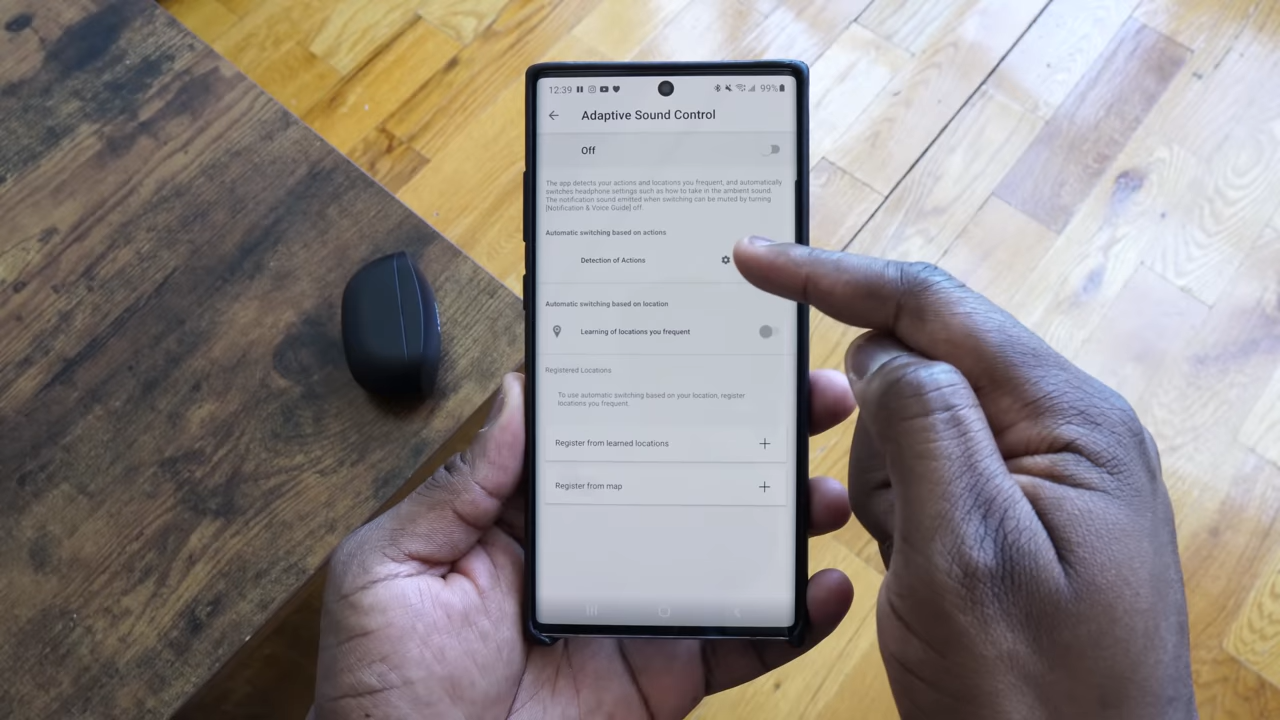 12:39 99%
Adaptive Sound Control
Off
The app detects your actions and locations you frequent, and automatically
switches headphone settings such as how to take in the ambient sound.
The notification sound emitted when switching can be muted by turning
[Notification & Voice Guide] off
Automatic switching based on actions
Detection of Actions
Automatic switching based on location
Learning of locations you frequent
Registered Locations
To use automatic switching based on your location, register
locations you frequent.
Register from learned locations
Register from map